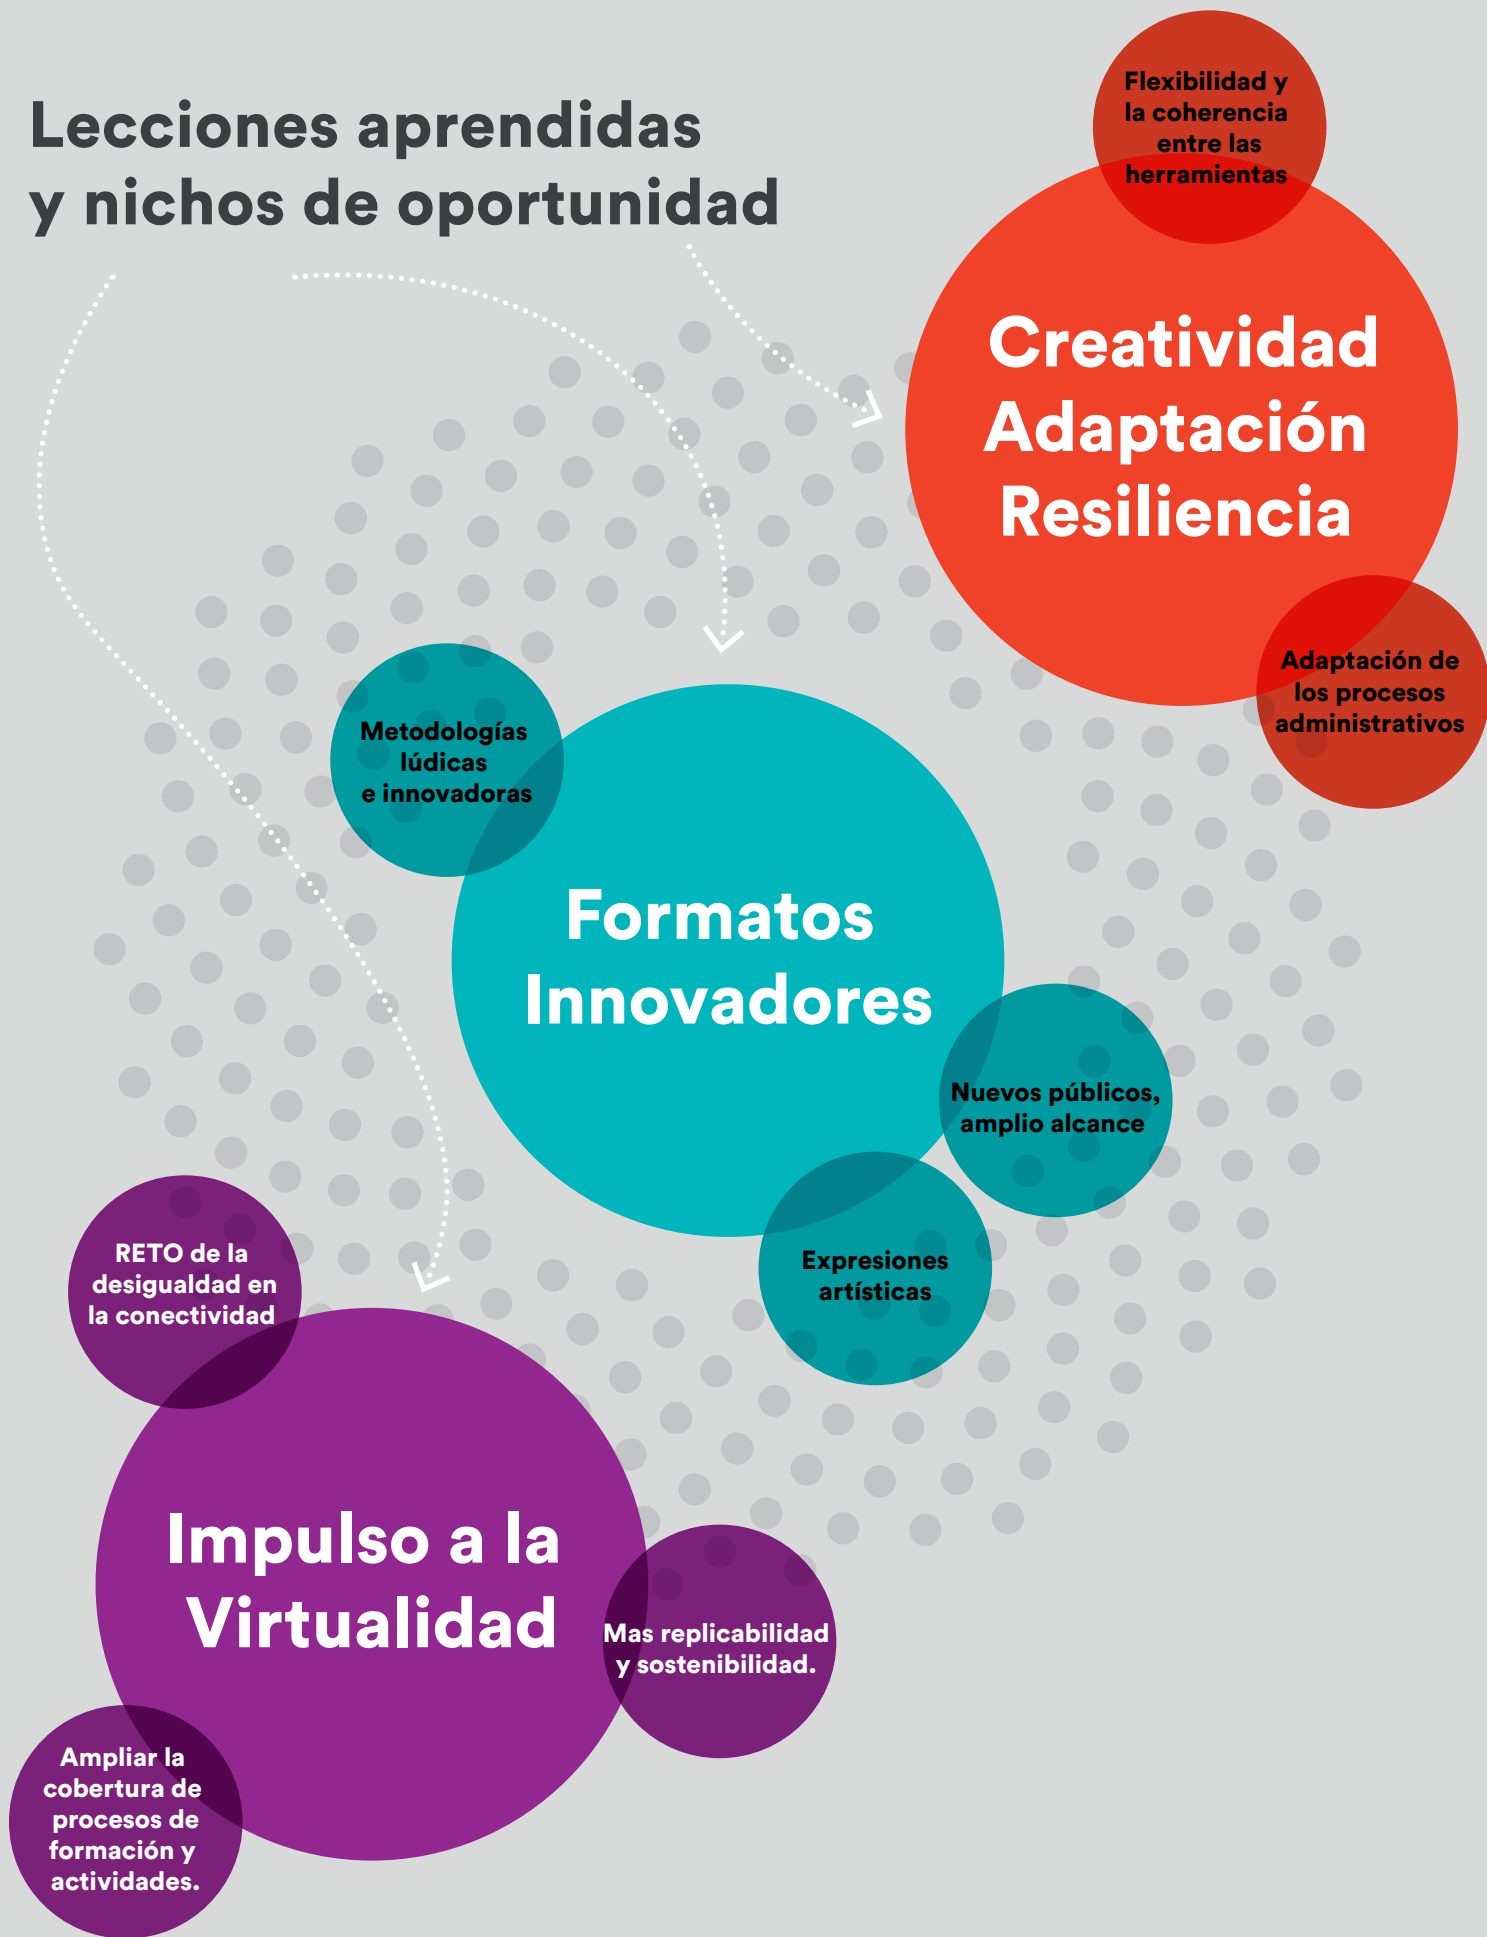 Lecciones aprendidas
y nichos de oportunidad
Flexibilidad y
la coherencia
entre las
herramientas
Creatividad
Adaptación
Resiliencia
Adaptación de
los procesos
administrativos
Metodologías
lúdicas
e innovadoras
Formatos
Innovadores
Nuevos públicos,
amplio alcance
Expresiones
artísticas
RETO de la
desigualdad en
la conectividad
Impulso a la
Virtualidad
Mas replicabilidad
y sostenibilidad.
Ampliar la
cobertura de
procesos de
formación y
actividades.